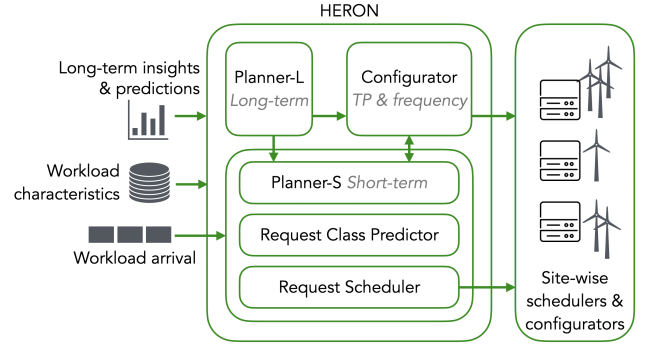 HERON
Long-term insights
& predictions
Workload
characteristics
Workload arrival
Planner-L
Long-term
Configurator
TP & frequency
Planner-S Short-term
Request Class Predictor
Request Scheduler
Site-wise
schedulers &
configurators